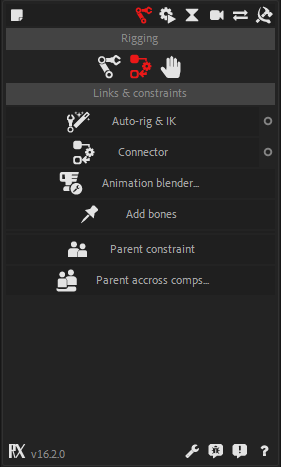 Rigging
Links & constraints
Auto-rig & IK
Connector
Animation blender...
Add bones
Parent constraint
Parent accross comps...
RX v16.2.0